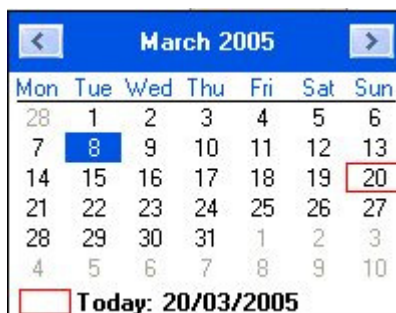 March 2005
Mon Tue Wed Thu Fri Sat Sun
28 1 2 3 4 5 6
7 8 9 10 11 12 13
14 15 16 17 18 19 20
21 22 23 24 25 26 27
28 29 30 31 1 2 3
4 5 6 7 8 9 10
Today: 20/03/2005